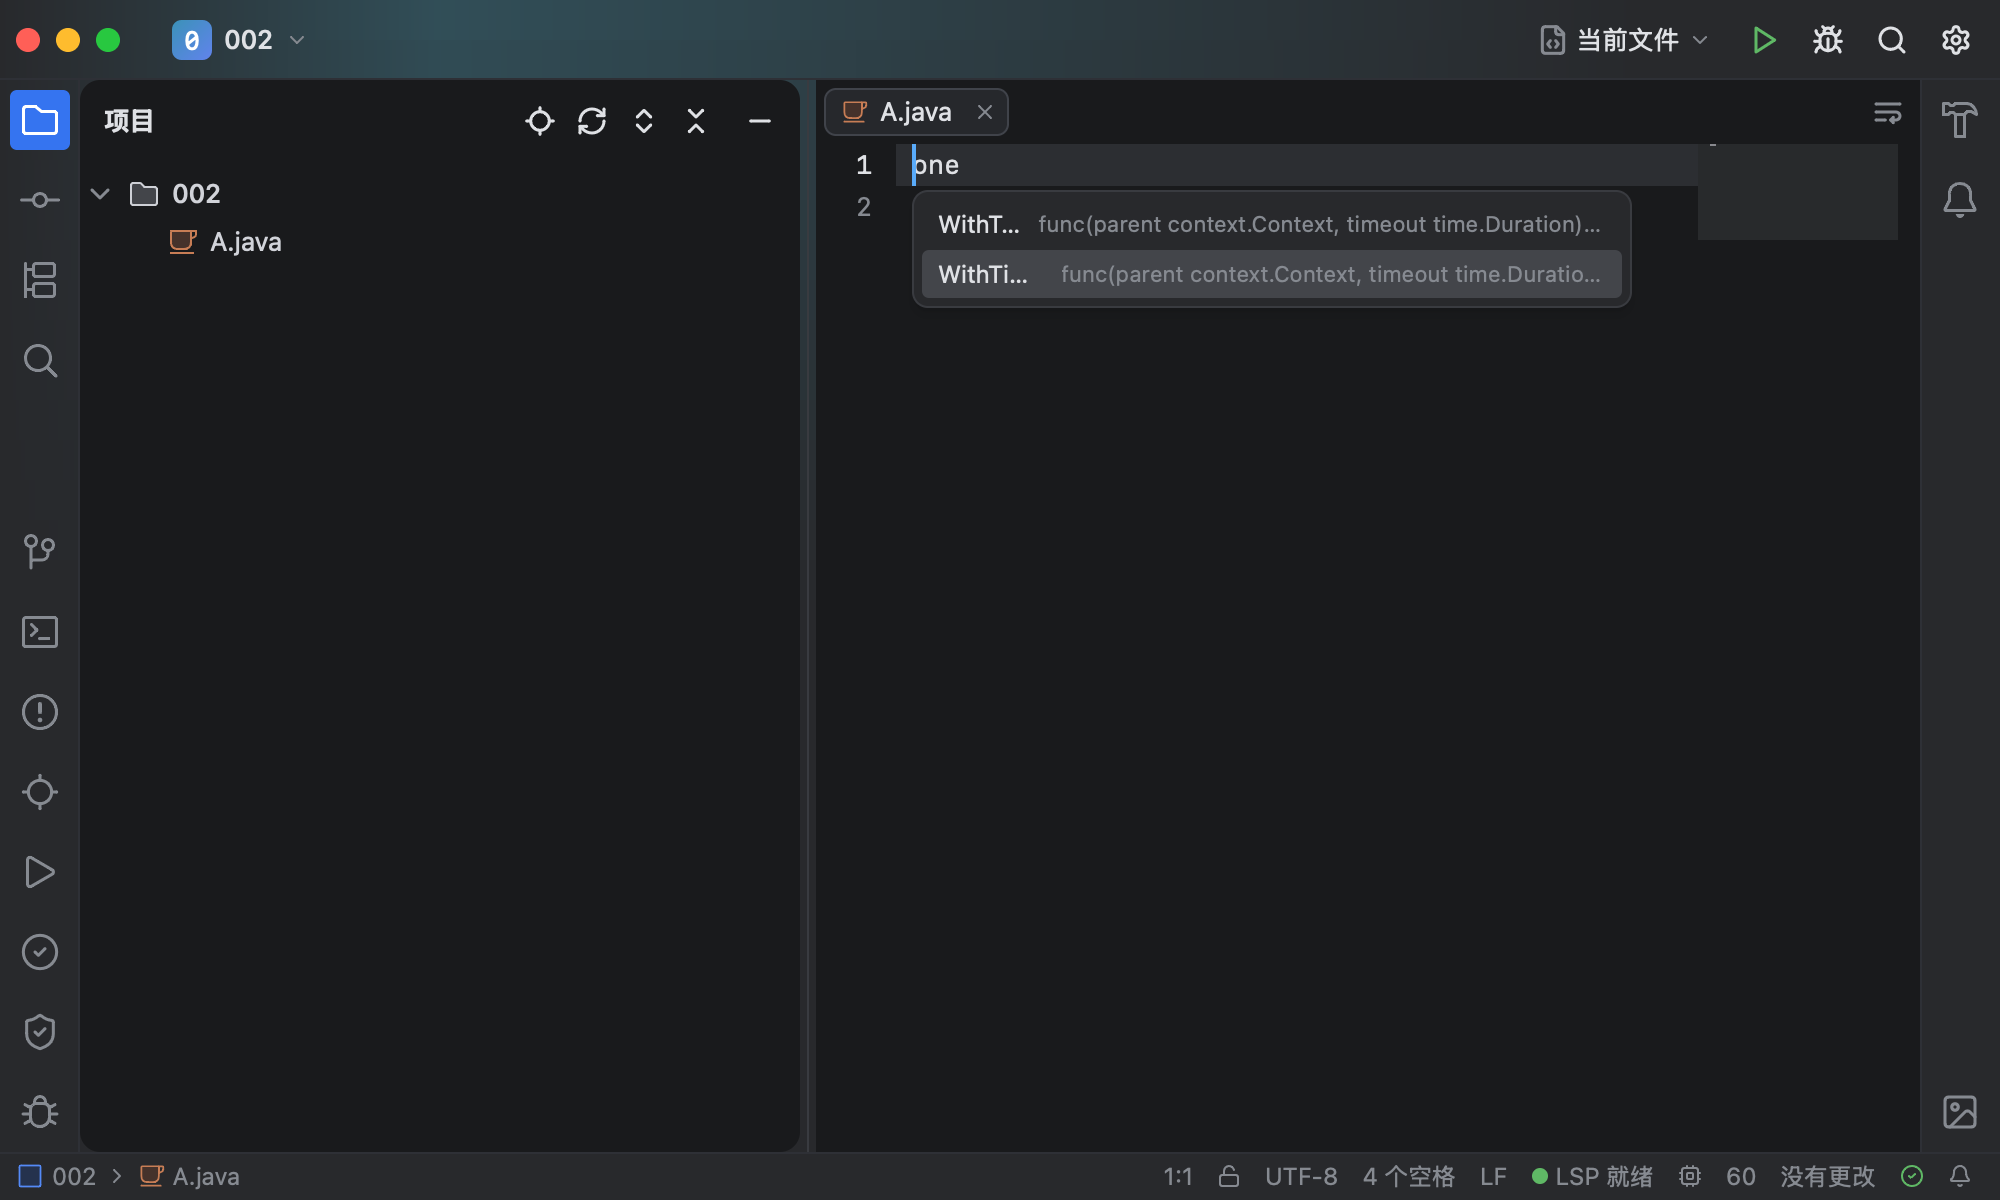 0 002
当前文件
项目
002
A.java
A.java
1 one
2
WithT... func(parent context.Context, timeout time.Duration)...
WithTi... func(parent context.Context, timeout time.Duratio...
002 A.java
1:1 UTF-8 4 个空格 LF LSP 就绪 60 没有更改